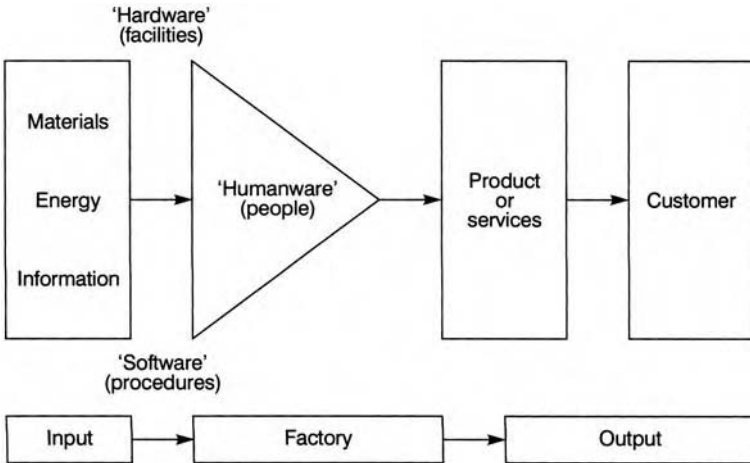 ‘Hardware’
(facilities)
Materials
Energy
Information
‘Humanware’
(people)
Product
or
services
Customer
‘Software’
(procedures)
Input
Factory
Output